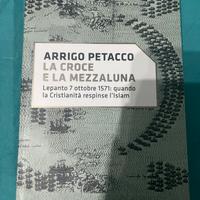 ARRIGO PETACCO
LA CROCE
E LA MEZZALUNA
Lepanto 7 ottobre 1571: quando
la Cristianità respinse l'Islam